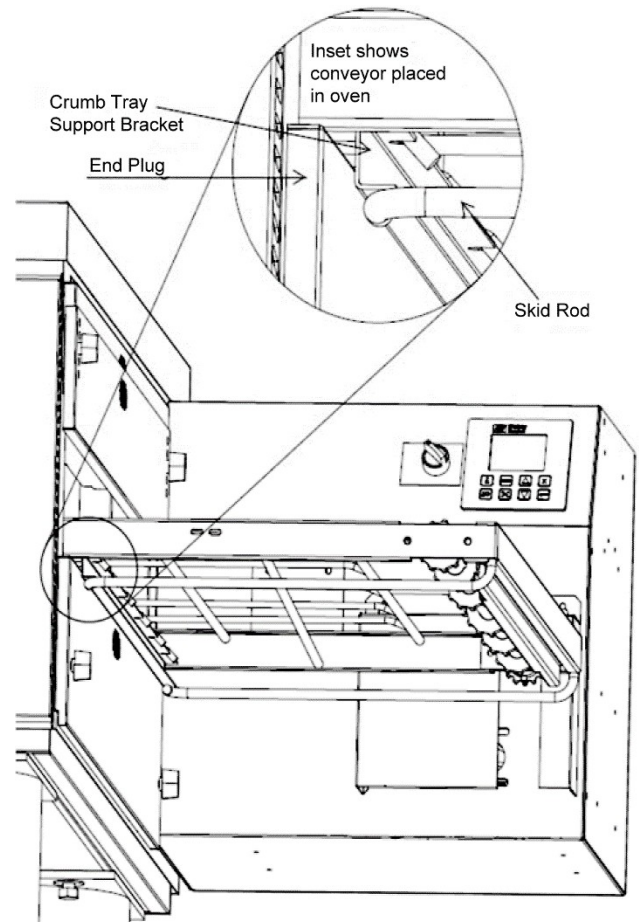 Inset shows
conveyor placed
in oven
Crumb Tray
Support Bracket
End Plug
Skid Rod